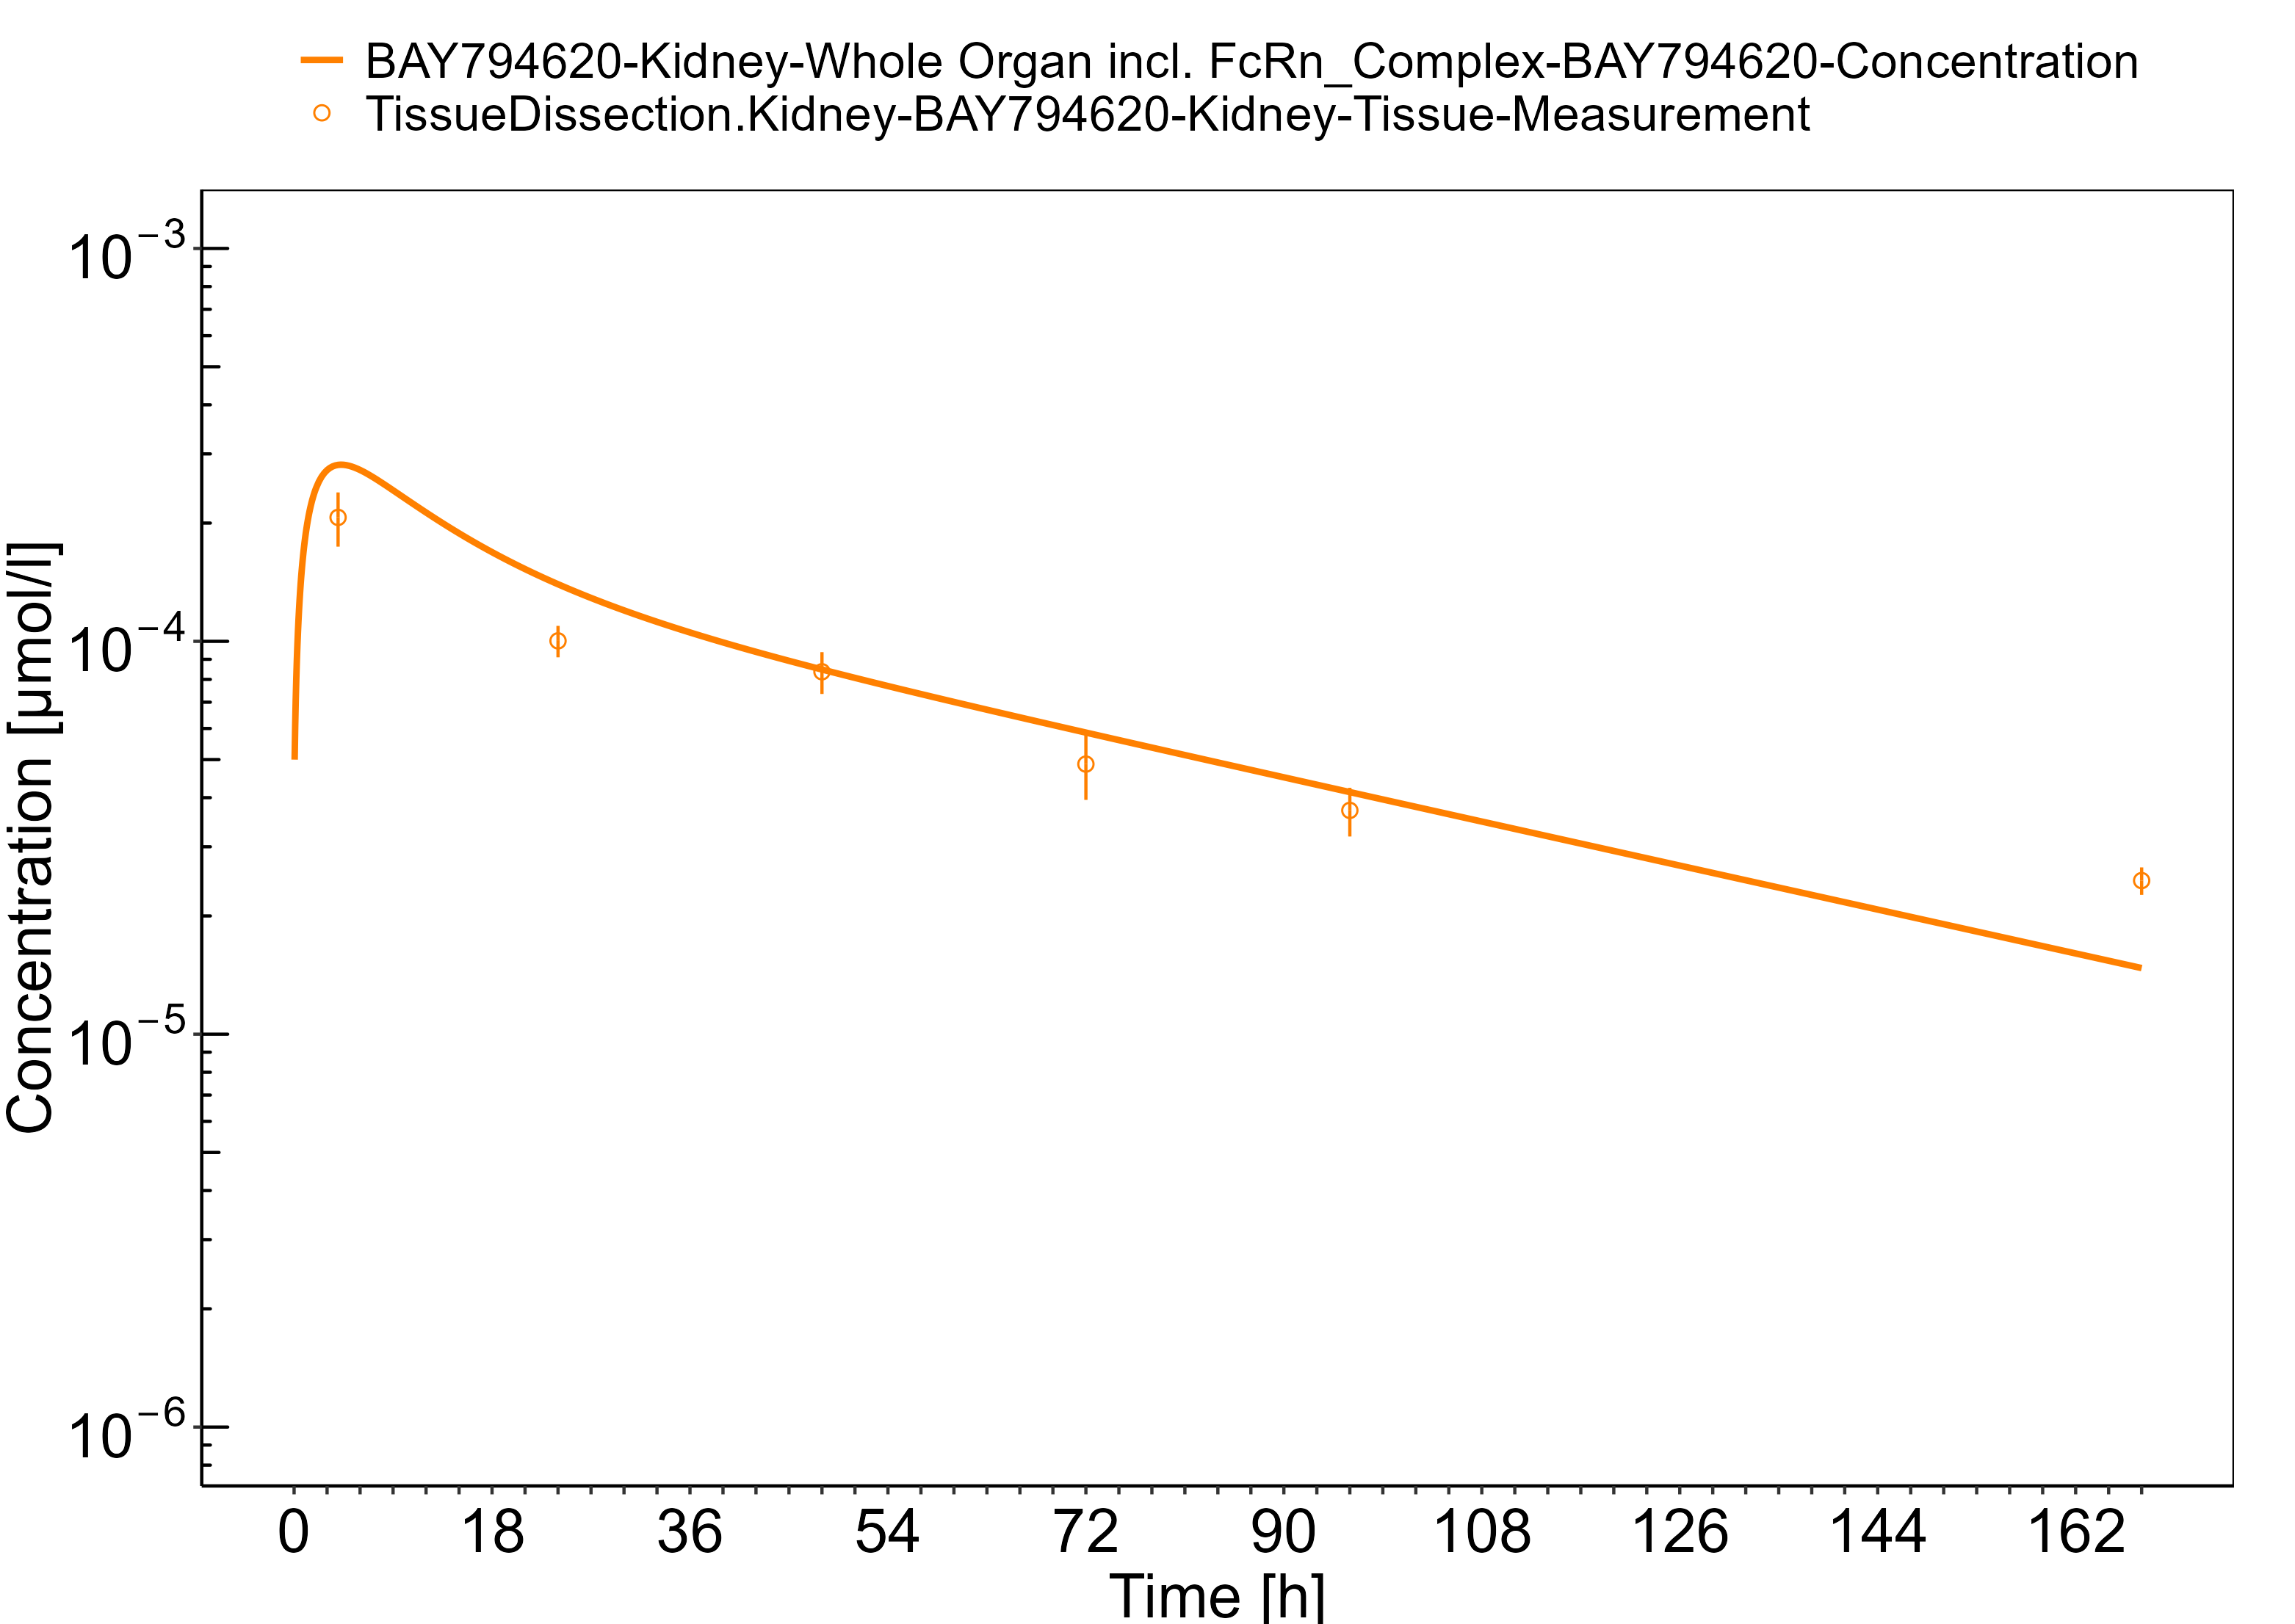 BAY794620-Kidney-Whole Organ incl. FcRn_Complex-BAY794620-Concentration
TissueDissection.Kidney-BAY794620-Kidney-Tissue-Measurement
Concentration [µmol/l]
10⁻³
10⁻⁴
10⁻⁵
10⁻⁶
0 18 36 54 72 90 108 126 144 162
Time [h]